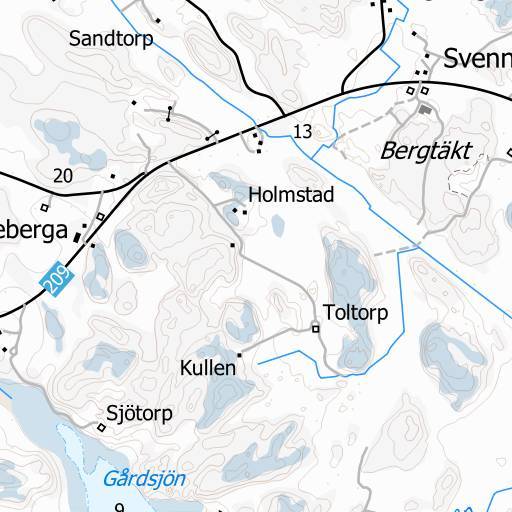 Sandtorp
Svenn
13
Bergtäkt
20
Holmstad
eberga
209
Toltorp
Kullen
Sjötorp
Gårdsjön
9